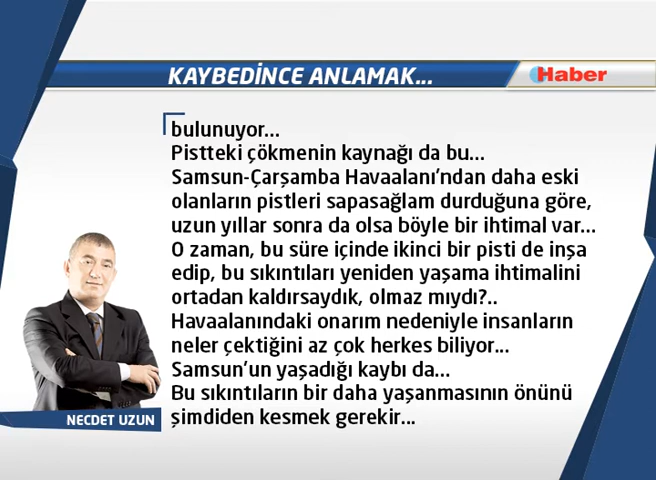 KAYBEDİNCE ANLAMAK...
Haber
bulunuyor...
Pistteki çökmenin kaynağı da bu...
Samsun-Çarşamba Havaalanı'ndan daha eski
olanların pistleri sapasağlam durduğuna göre,
uzun yıllar sonra da olsa böyle bir ihtimal var...
O zaman, bu süre içinde ikinci bir pisti de inşa
edip, bu sıkıntıları yeniden yaşama ihtimalini
ortadan kaldırsaydık, olmaz mıydı?..
Havaalanındaki onarım nedeniyle insanların
neler çektiğini az çok herkes biliyor...
Samsun'un yaşadığı kaybı da...
Bu sıkıntıların bir daha yaşanmasının önünü
şimdiden kesmek gerekir...
NECDET UZUN